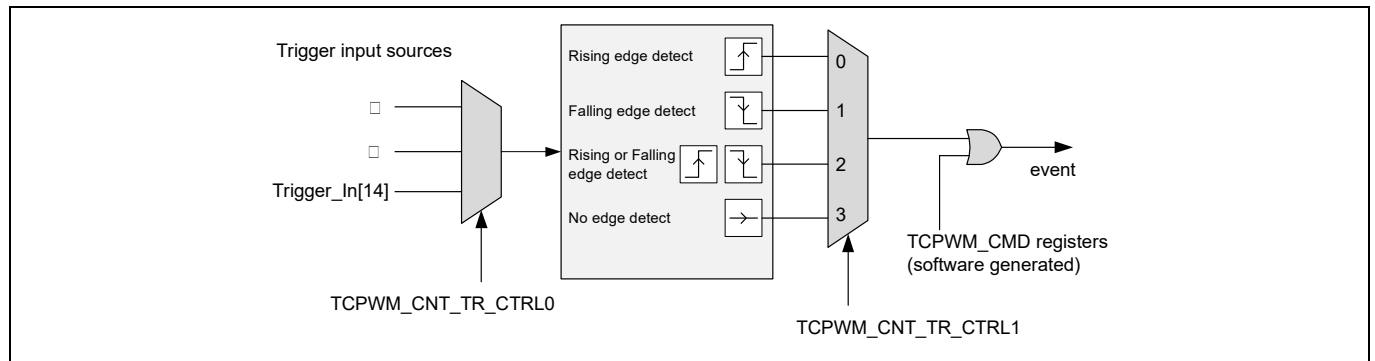 Trigger input sources
Trigger_In[14]
TCPWM_CNT_TR_CTRL0
Rising edge detect
Falling edge detect
Rising or Falling
edge detect
No edge detect
0
1
2
3
TCPWM_CNT_TR_CTRL1
event
TCPWM_CMD registers
(software generated)